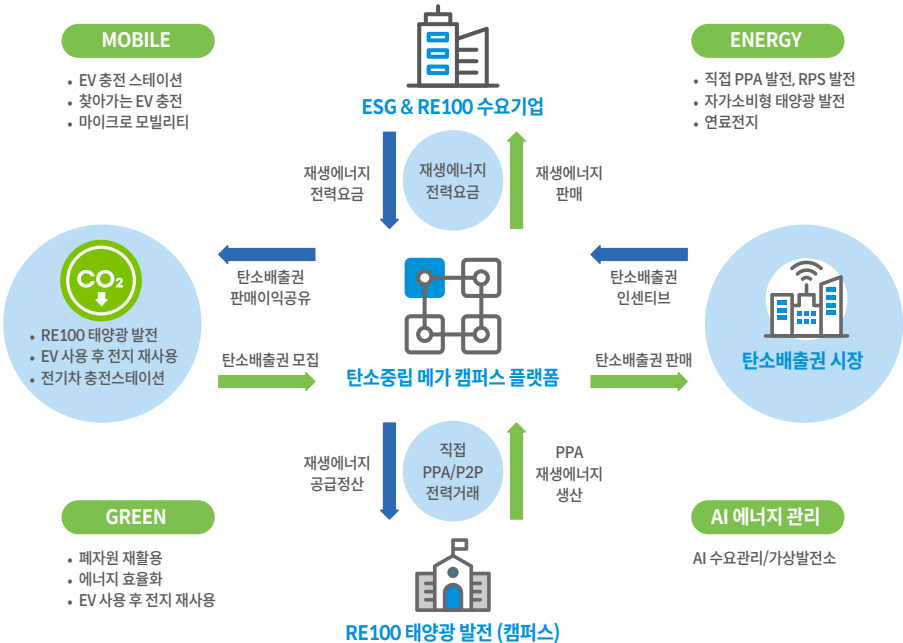 MOBILE
• EV 충전 스테이션
• 찾아가는 EV 충전
• 마이크로 모빌리티
ESG & RE100 수요기업
ENERGY
• 직접 PPA 발전, RPS 발전
• 자가소비형 태양광 발전
• 연료전지
재생에너지
전력요금
재생에너지
전력요금
재생에너지
판매
CO₂
• RE100 태양광 발전
• EV 사용 후 전지 재사용
• 전기차 충전스테이션
탄소배출권
판매이익공유
탄소배출권 모집
탄소중립 메가 캠퍼스 플랫폼
탄소배출권
인센티브
탄소배출권 판매
탄소배출권 시장
재생에너지
공급정산
직접
PPA/P2P
전력거래
PPA
재생에너지
생산
GREEN
• 폐자원 재활용
• 에너지 효율화
• EV 사용 후 전지 재사용
RE100 태양광 발전 (캠퍼스)
AI 에너지 관리
AI 수요관리/가상발전소